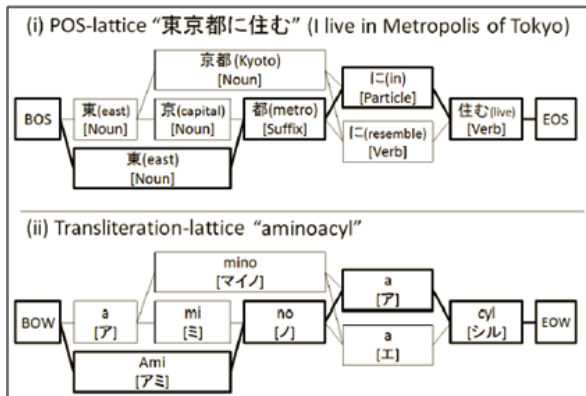 (i) POS-lattice “東京都に住む” (I live in Metropolis of Tokyo)
京都(Kyoto)
[Noun]
に(in)
[Particle]
BOS
東(east)
[Noun]
京(capital)
[Noun]
都(metro)
[Suffix]
住む(live)
[Verb]
EOS
に(resemble)
[Verb]
東(east)
[Noun]
(ii) Transliteration-lattice “aminoacyl”
mino
[マイノ]
a
[ア]
BOW
a
[ア]
mi
[ミ]
no
[ノ]
cyl
[シル]
EOW
a
[エ]
Ami
[アミ]